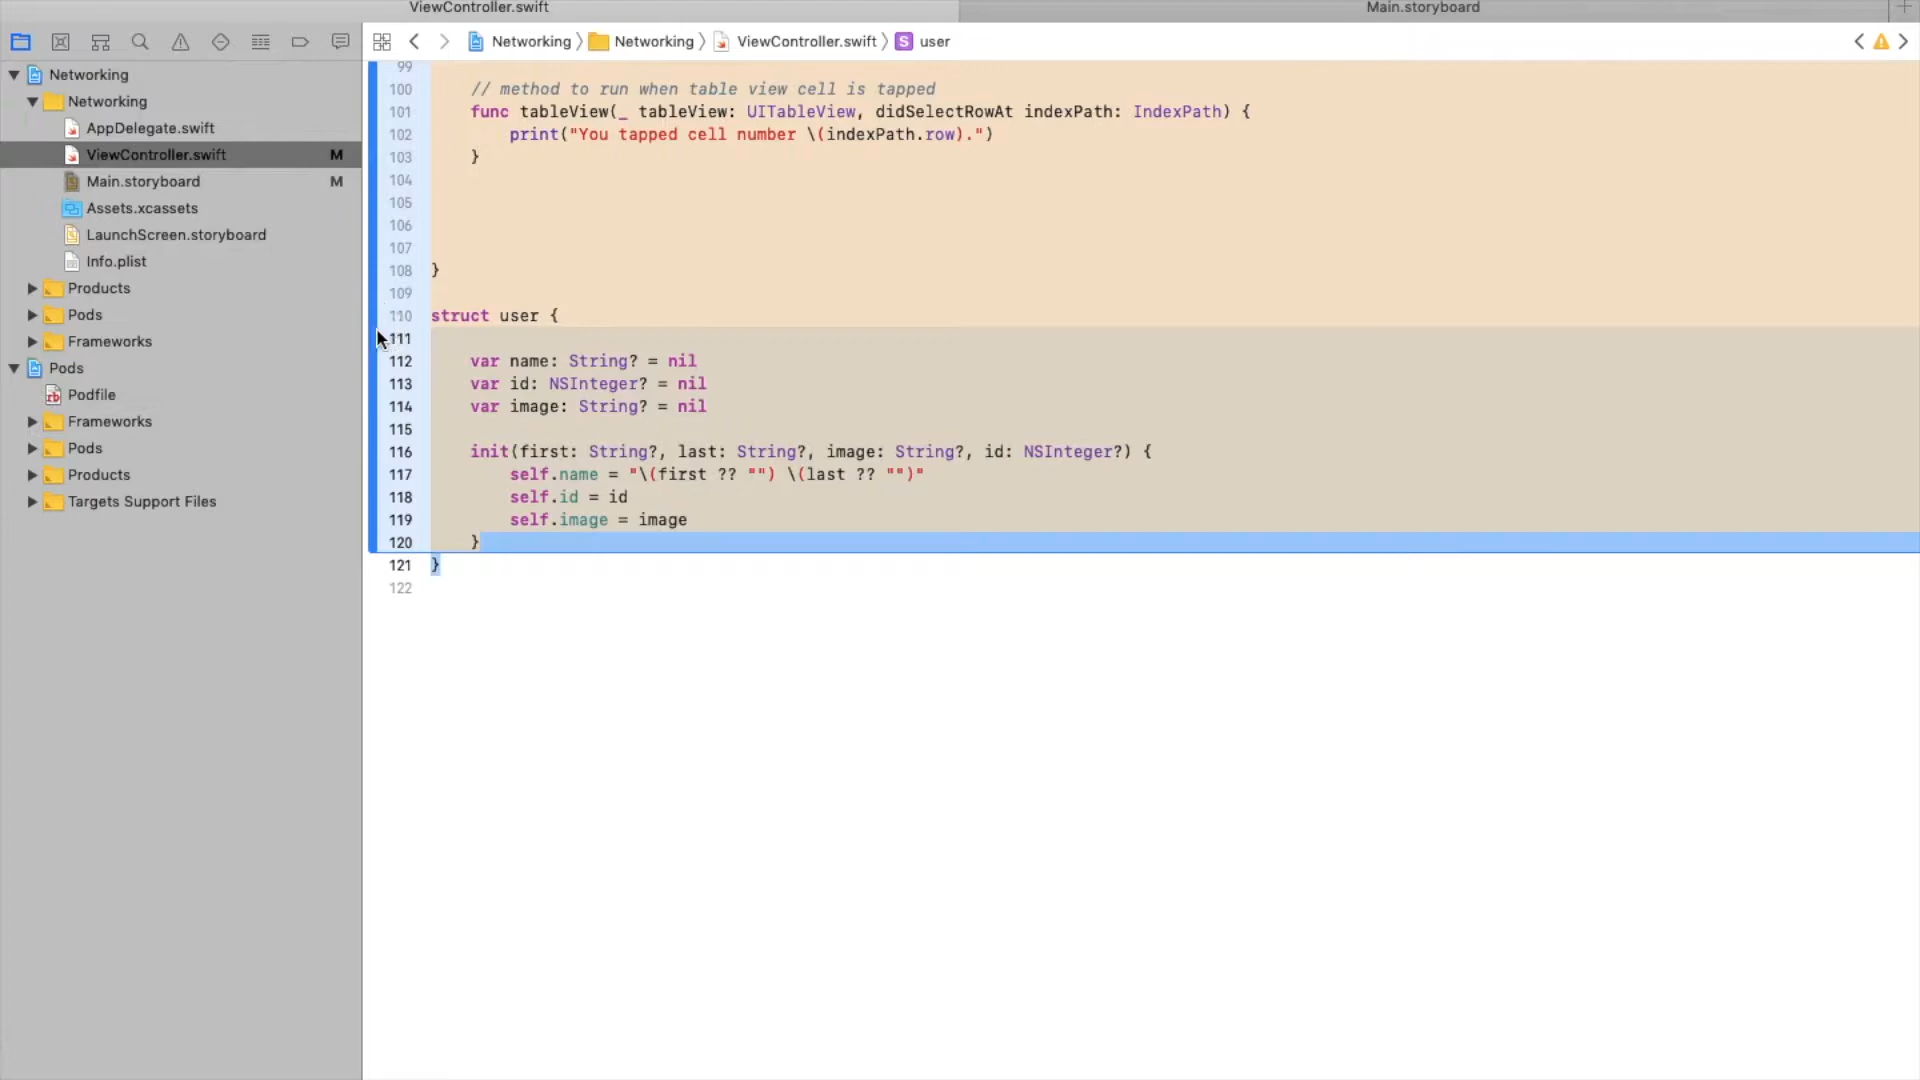 ViewController.swift
Main.storyboard
Networking
Networking
AppDelegate.swift
ViewController.swift M
Main.storyboard M
Assets.xcassets
LaunchScreen.storyboard
Info.plist
Products
Pods
Frameworks
Pods
Podfile
Frameworks
Pods
Products
Targets Support Files
Networking Networking ViewController.swift S user
99
100 // method to run when table view cell is tapped
101 func tableView(_ tableView: UITableView, didSelectRowAt indexPath: IndexPath) {
102 print("You tapped cell number \(indexPath.row).")
103 }
104
105
106
107
108 }
109
110 struct user {
111
112 var name: String? = nil
113 var id: NSInteger? = nil
114 var image: String? = nil
115
116 init(first: String?, last: String?, image: String?, id: NSInteger?) {
117 self.name = "\(first ?? "") \(last ?? "")"
118 self.id = id
119 self.image = image
120 }
121 }
122